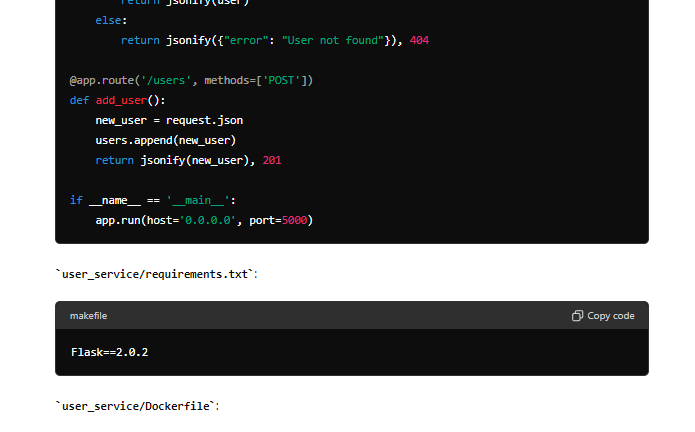 return jsonify(user)
else:
return jsonify({"error": "User not found"}), 404
@app.route('/users', methods=['POST'])
def add_user():
new_user = request.json
users.append(new_user)
return jsonify(new_user), 201
if __name__ == '__main__':
app.run(host='0.0.0.0', port=5000)
`user_service/requirements.txt`:
makefile Copy code
Flask==2.0.2
`user_service/Dockerfile`: